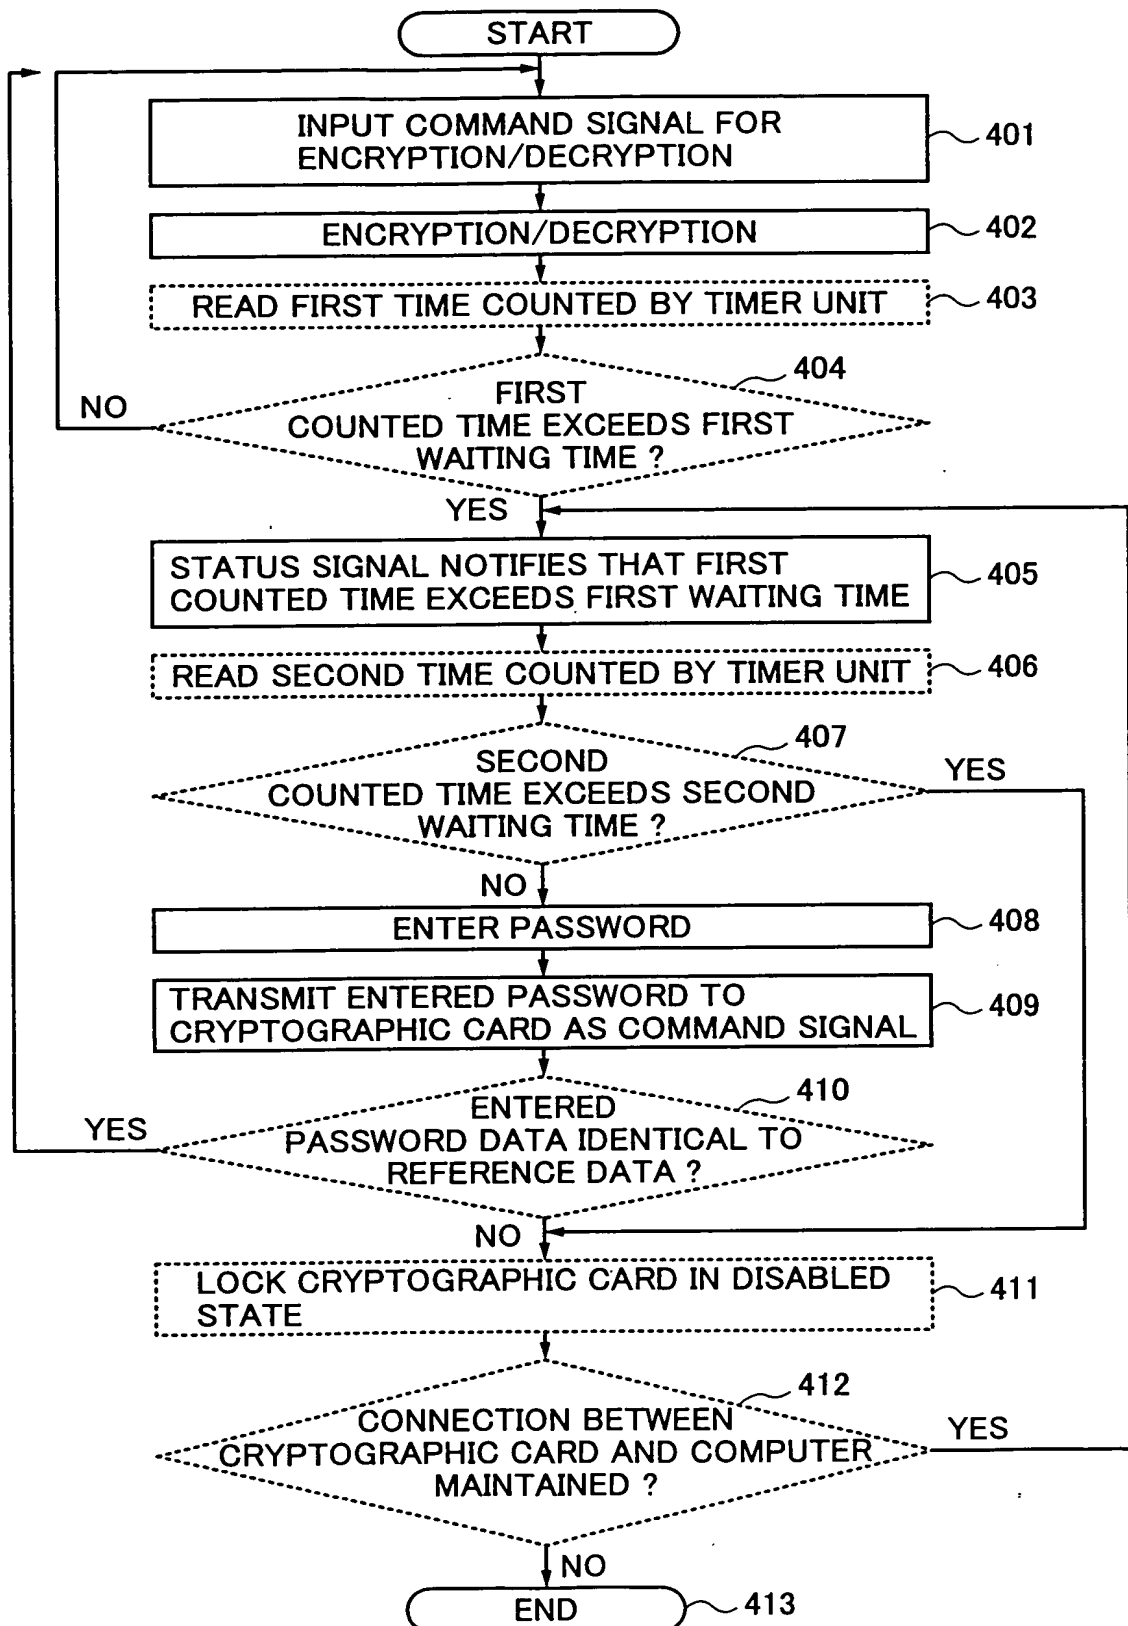 START
INPUT COMMAND SIGNAL FOR
ENCRYPTION/DECRYPTION
401
ENCRYPTION/DECRYPTION
402
READ FIRST TIME COUNTED BY TIMER UNIT
403
404
FIRST
COUNTED TIME EXCEEDS FIRST
WAITING TIME ?
NO
YES
STATUS SIGNAL NOTIFIES THAT FIRST
COUNTED TIME EXCEEDS FIRST WAITING TIME
405
READ SECOND TIME COUNTED BY TIMER UNIT
406
407
SECOND
COUNTED TIME EXCEEDS SECOND
WAITING TIME ?
YES
NO
ENTER PASSWORD
408
TRANSMIT ENTERED PASSWORD TO
CRYPTOGRAPHIC CARD AS COMMAND SIGNAL
409
410
ENTERED
PASSWORD DATA IDENTICAL TO
REFERENCE DATA ?
YES
NO
LOCK CRYPTOGRAPHIC CARD IN DISABLED
STATE
411
412
CONNECTION BETWEEN
CRYPTOGRAPHIC CARD AND COMPUTER
MAINTAINED ?
YES
NO
END
413